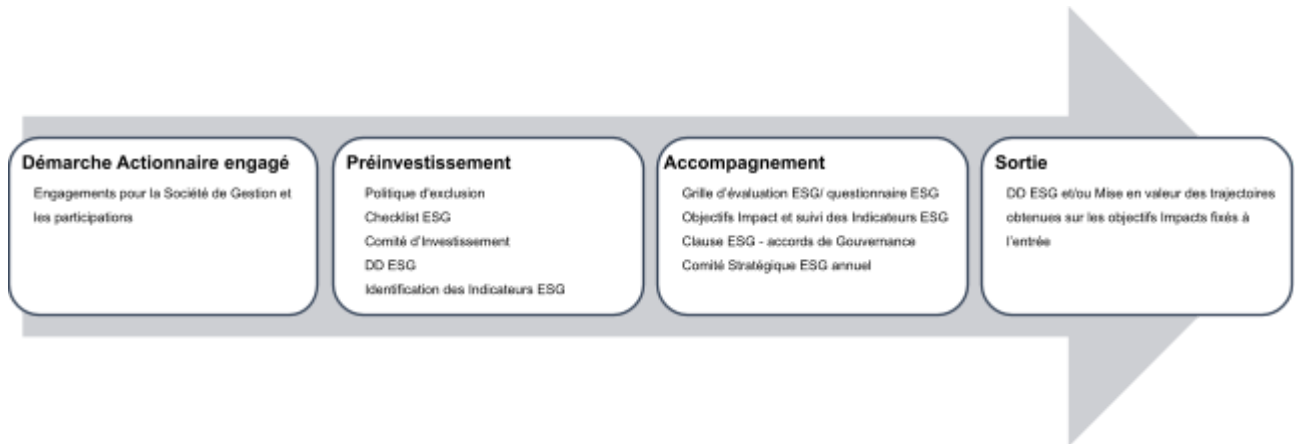 Démarche Actionnaire engagé
Engagements pour la Société de Gestion et
les participations
Préinvestissement
Politique d'exclusion
Checklist ESG
Comité d'Investissement
DD ESG
Identification des Indicateurs ESG
Accompagnement
Grille d'évaluation ESG/ questionnaire ESG
Objectifs Impact et suivi des Indicateurs ESG
Clause ESG - accords de Gouvernance
Comité Stratégique ESG annuel
Sortie
DD ESG et/ou Mise en valeur des trajectoires
obtenues sur les objectifs Impacts fixés à
l'entrée